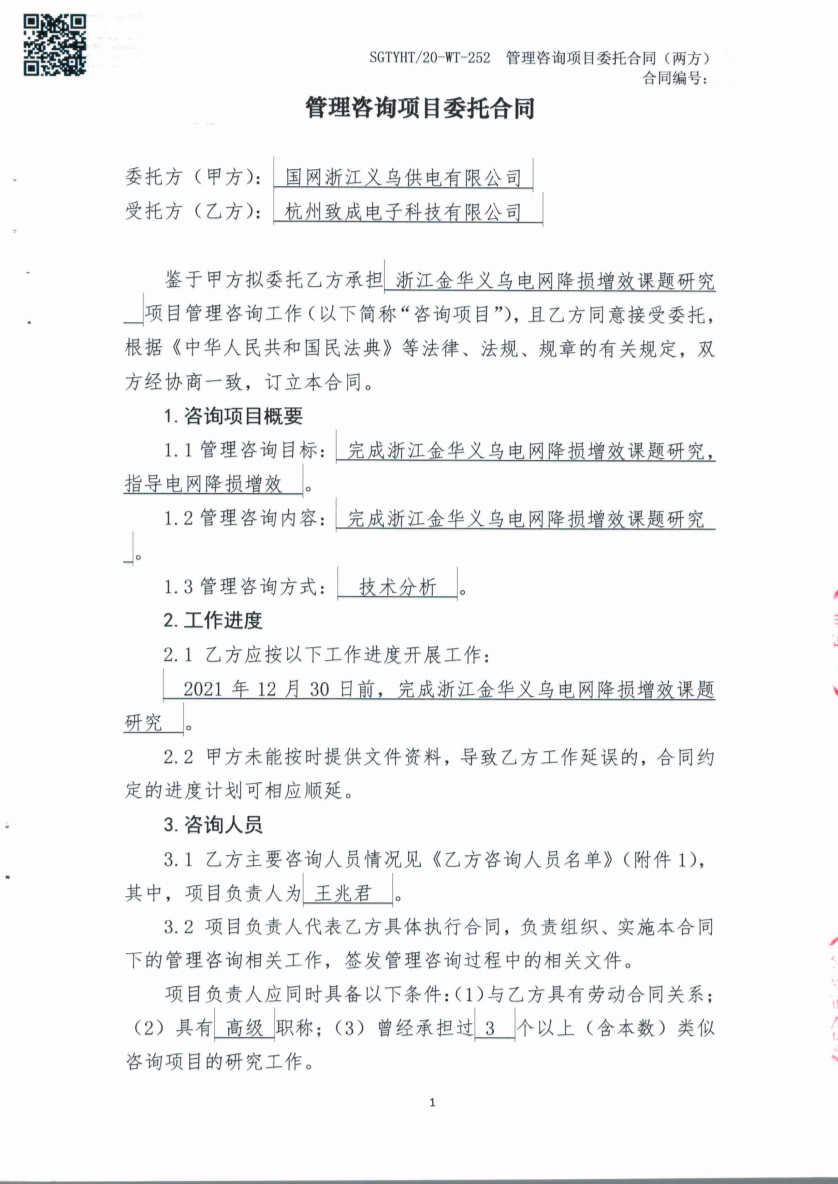 SGTYHT/20-WT-252 管理咨询项目委托合同（两方）
合同编号：
管理咨询项目委托合同
委托方（甲方）： 国网浙江义乌供电有限公司
受托方（乙方）： 杭州致成电子科技有限公司
鉴于甲方拟委托乙方承担 浙江金华义乌电网降损增效课题研究
项目管理咨询工作（以下简称“咨询项目”），且乙方同意接受委托，
根据《中华人民共和国民法典》等法律、法规、规章的有关规定，双
方经协商一致，订立本合同。
1.咨询项目概要
1.1管理咨询目标： 完成浙江金华义乌电网降损增效课题研究，
指导电网降损增效 。
1.2管理咨询内容： 完成浙江金华义乌电网降损增效课题研究
。
1.3管理咨询方式： 技术分析 。
2.工作进度
2.1 乙方应按以下工作进度开展工作：
2021 年 12 月 30 日前，完成浙江金华义乌电网降损增效课题
研究 。
2.2 甲方未能按时提供文件资料，导致乙方工作延误的，合同约
定的进度计划可相应顺延。
3.咨询人员
3.1 乙方主要咨询人员情况见《乙方咨询人员名单》（附件1），
其中，项目负责人为 王兆君 。
3.2 项目负责人代表乙方具体执行合同，负责组织、实施本合同
下的管理咨询相关工作，签发管理咨询过程中的相关文件。
项目负责人应同时具备以下条件：（1）与乙方具有劳动合同关系；
（2）具有 高级 职称；（3）曾经承担过 3 个以上（含本数）类似
咨询项目的研究工作。
1